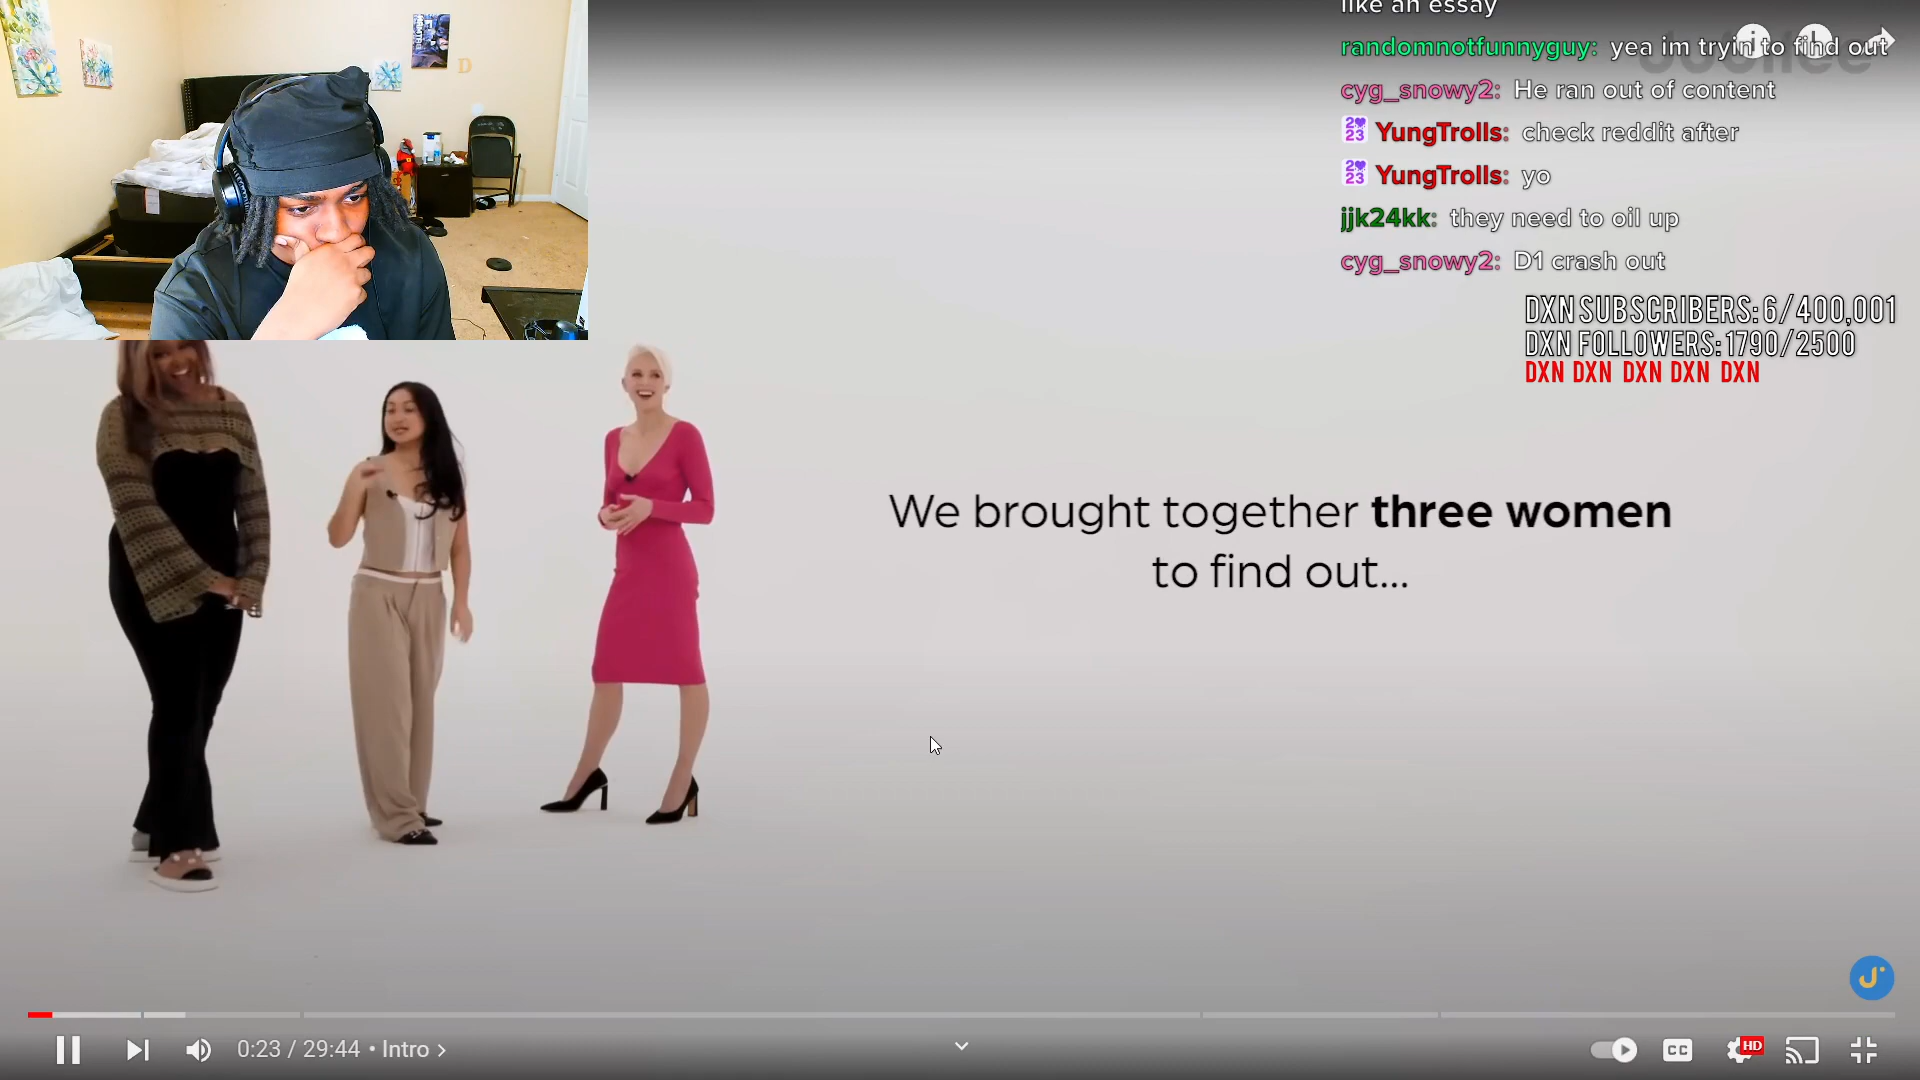 like an essay
randomnotfunnyguy: yea im tryin to find out
Jubilee
cyg_snowy2: He ran out of content
YungTrolls: check reddit after
YungTrolls: yo
jjk24kk: they need to oil up
cyg_snowy2: D1 crash out
DXN SUBSCRIBERS: 6/400,001
DXN FOLLOWERS: 1790/2500
DXN DXN DXN DXN DXN
D
We brought together three women
to find out...
0:23 / 29:44 • Intro >
CC
HD